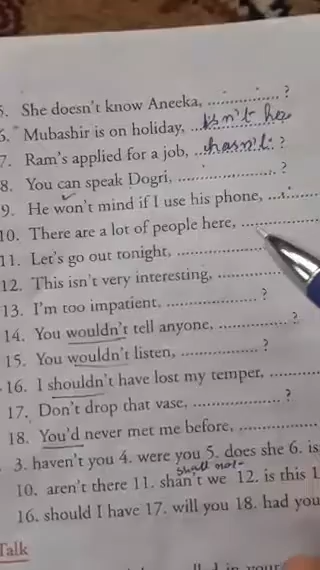 5. She doesn't know Aneeka, ..................?
6. Mubashir is on holiday, ...isn't he
7. Ram's applied for a job, ...hasn't ?
8. You can speak Dogri, ........................?
9. He won't mind if I use his phone, ............
10. There are a lot of people here, ..................
11. Let's go out tonight, ........................
12. This isn't very interesting, ..................
13. I'm too impatient, ........................?
14. You wouldn't tell anyone, ..................?
15. You wouldn't listen, ........................?
16. I shouldn't have lost my temper, ............
17. Don't drop that vase, ........................?
18. You'd never met me before, ..................
3. haven't you 4. were you 5. does she 6. is
shall not
10. aren't there 11. shan't we 12. is this 1
16. should I have 17. will you 18. had you
Talk